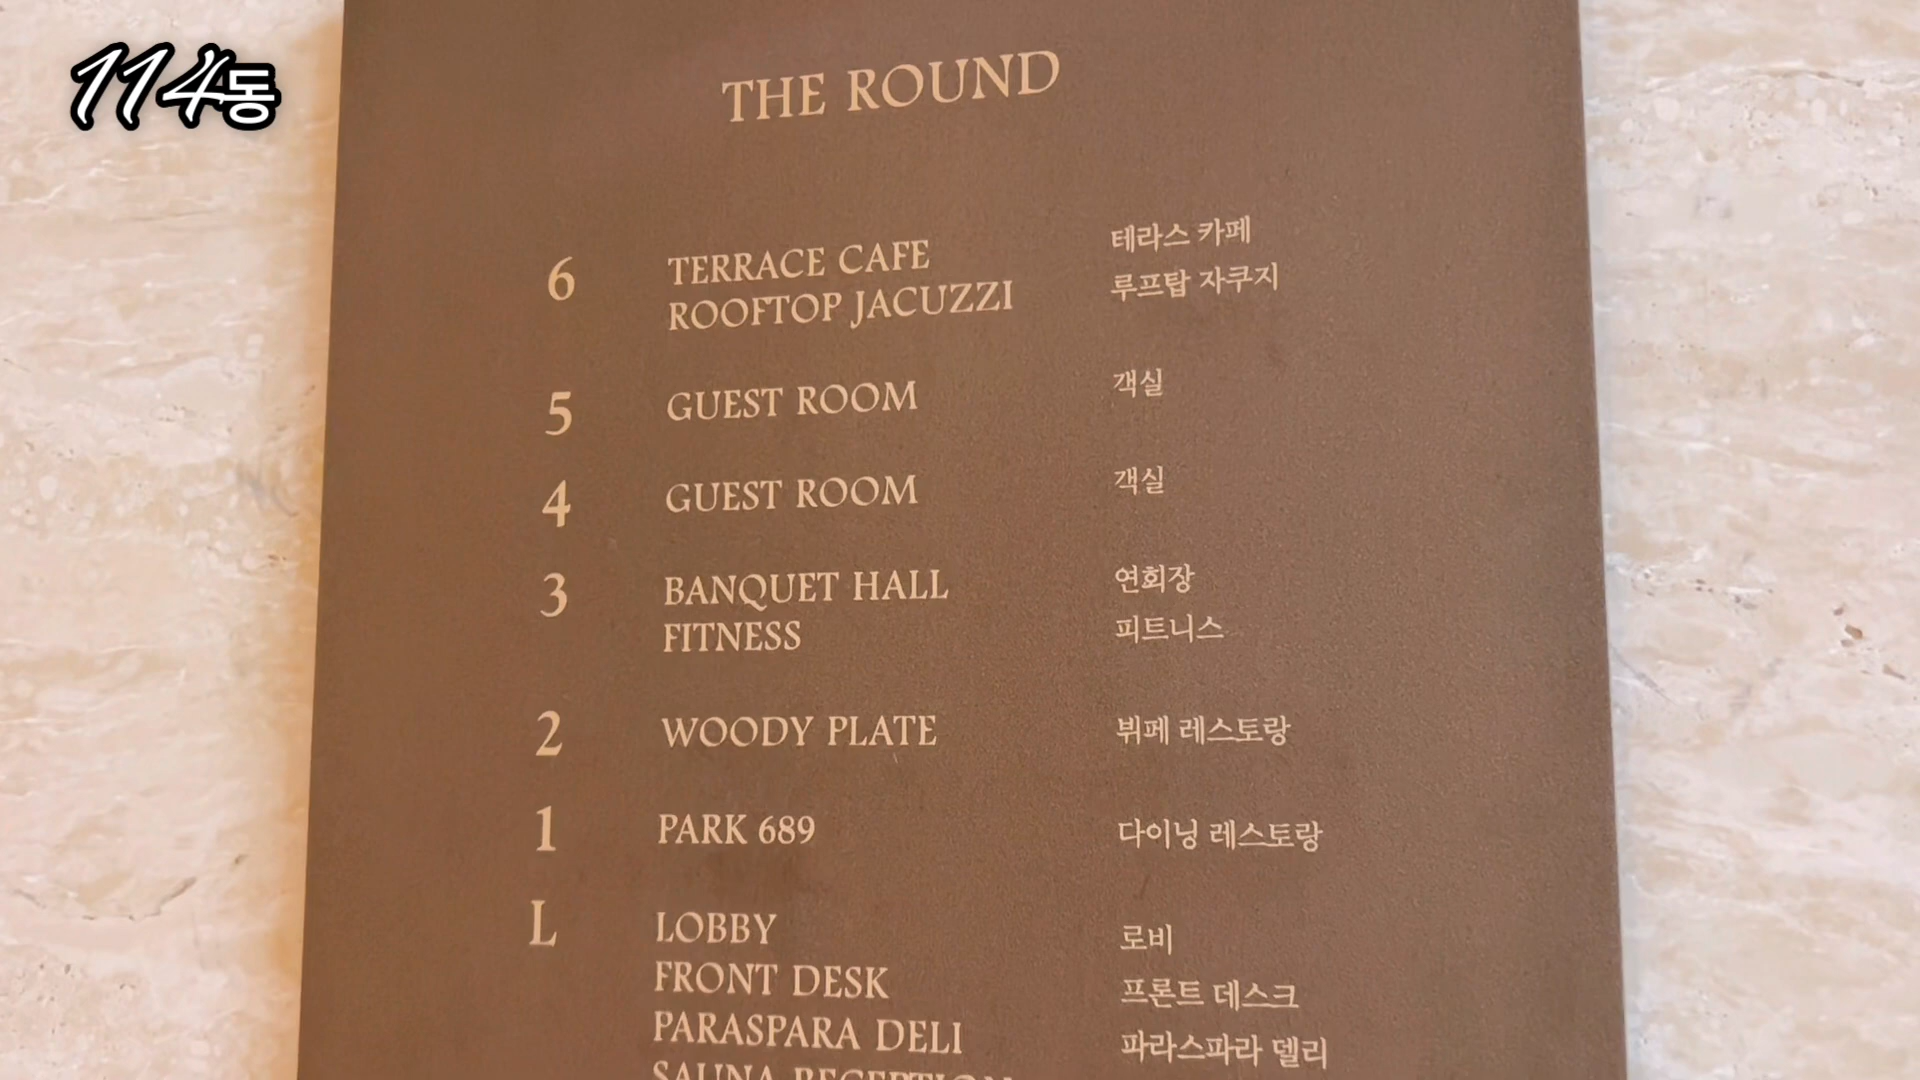 114동
THE ROUND
6 TERRACE CAFE 테라스 카페
ROOFTOP JACUZZI 루프탑 자쿠지
5 GUEST ROOM 객실
4 GUEST ROOM 객실
3 BANQUET HALL 연회장
FITNESS 피트니스
2 WOODY PLATE 뷔페 레스토랑
1 PARK 689 다이닝 레스토랑
L LOBBY 로비
FRONT DESK 프론트 데스크
PARASPARA DELI 파라스파라 델리
SAUNA RECEPTION